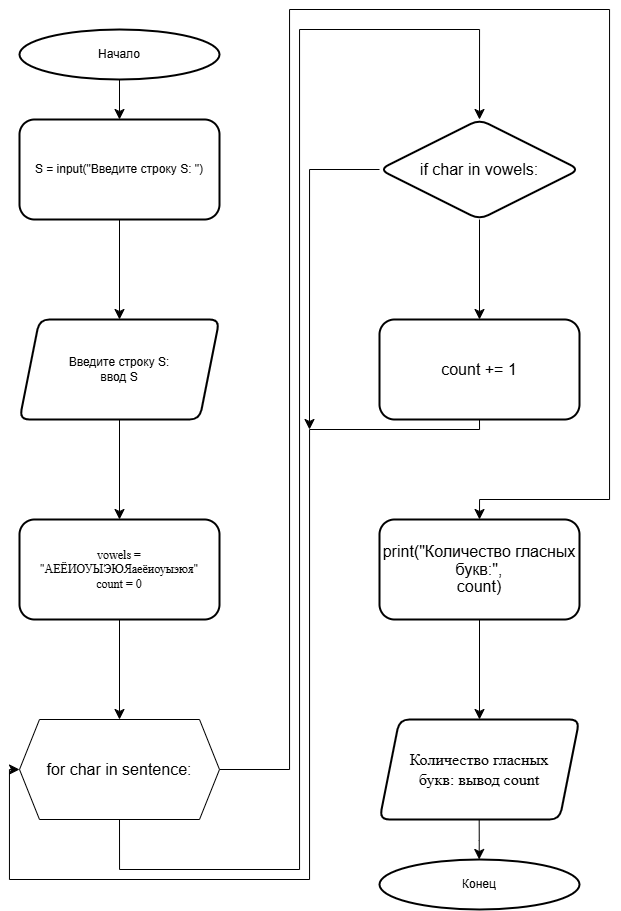 Начало
S = input("Введите строку S: ")
Введите строку S:
ввод S
vowels =
"АЕЁИОУЫЭЮЯаеёиоуыэюя"
count = 0
for char in sentence:
if char in vowels:
count += 1
print("Количество гласных
букв:",
count)
Количество гласных
букв: вывод count
Конец